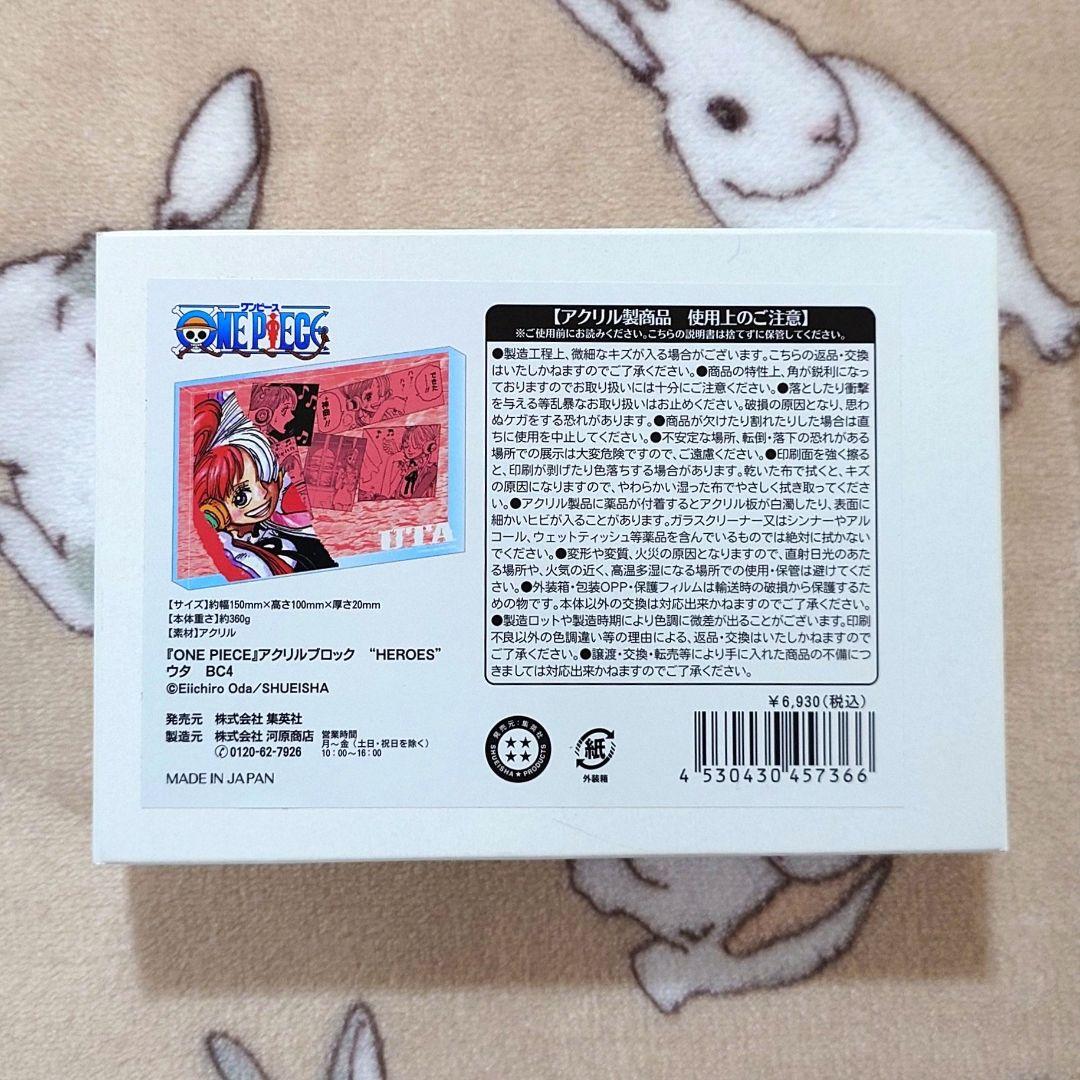 ワンピース
ONE PIECE
UTA
【サイズ】約幅150mm×高さ100mm×厚さ20mm
【本体重さ】約360g
【素材】アクリル
『ONE PIECE』アクリルブロック “HEROES”
ウタ BC4
©Eiichiro Oda/SHUEISHA
発売元 株式会社 集英社
製造元 株式会社 河原商店
0120-62-7926
営業時間
月～金（土日・祝日を除く）
10：00～16：00
MADE IN JAPAN
【アクリル製商品 使用上のご注意】
※ご使用前にお読みください。こちらの説明書は捨てずに保管してください。
●製造工程上、微細なキズが入る場合がございます。こちらの返品・交換
はいたしかねますのでご了承ください。●商品の特性上、角が鋭利になっ
ておりますのでお取り扱いには十分にご注意ください。●落としたり衝撃
を与える等乱暴なお取り扱いはお止めください。破損の原因となり、思わ
ぬケガをする恐れがあります。●商品が欠けたり割れたりした場合は直
ちに使用を中止してください。●不安定な場所、転倒・落下の恐れがある
場所での展示は大変危険ですので、ご遠慮ください。●印刷面を強く擦る
と、印刷が剥げたり色落ちする場合があります。乾いた布で拭くと、キズ
の原因になりますので、やわらかい湿った布でやさしく拭き取ってくださ
い。●アクリル製品に薬品が付着するとアクリル板が白濁したり、表面に
細かいヒビが入ることがあります。ガラスクリーナー又はシンナーやアル
コール、ウェットティッシュ等薬品を含んでいるものでは絶対に拭かない
でください。●変形や変質、火災の原因となりますので、直射日光のあた
る場所や、火気の近く、高温多湿になる場所での使用・保管は避けてくだ
さい。●外装箱・包装OPP・保護フィルムは輸送時の破損から保護するた
めの物です。本体以外の交換は対応出来かねますのでご了承ください。
●製造ロットや製造時期により色調に微差が出ることがございます。印刷
不良以外の色調違い等の理由による、返品・交換はいたしかねますので
ご了承ください。●譲渡・交換・転売等により手に入れた商品の不備につ
きましては対応出来かねますのでご了承ください。
￥6,930（税込）
発売元：集英社
SHUEISHA PRODUCTS
紙
外装箱
4 530430 457366